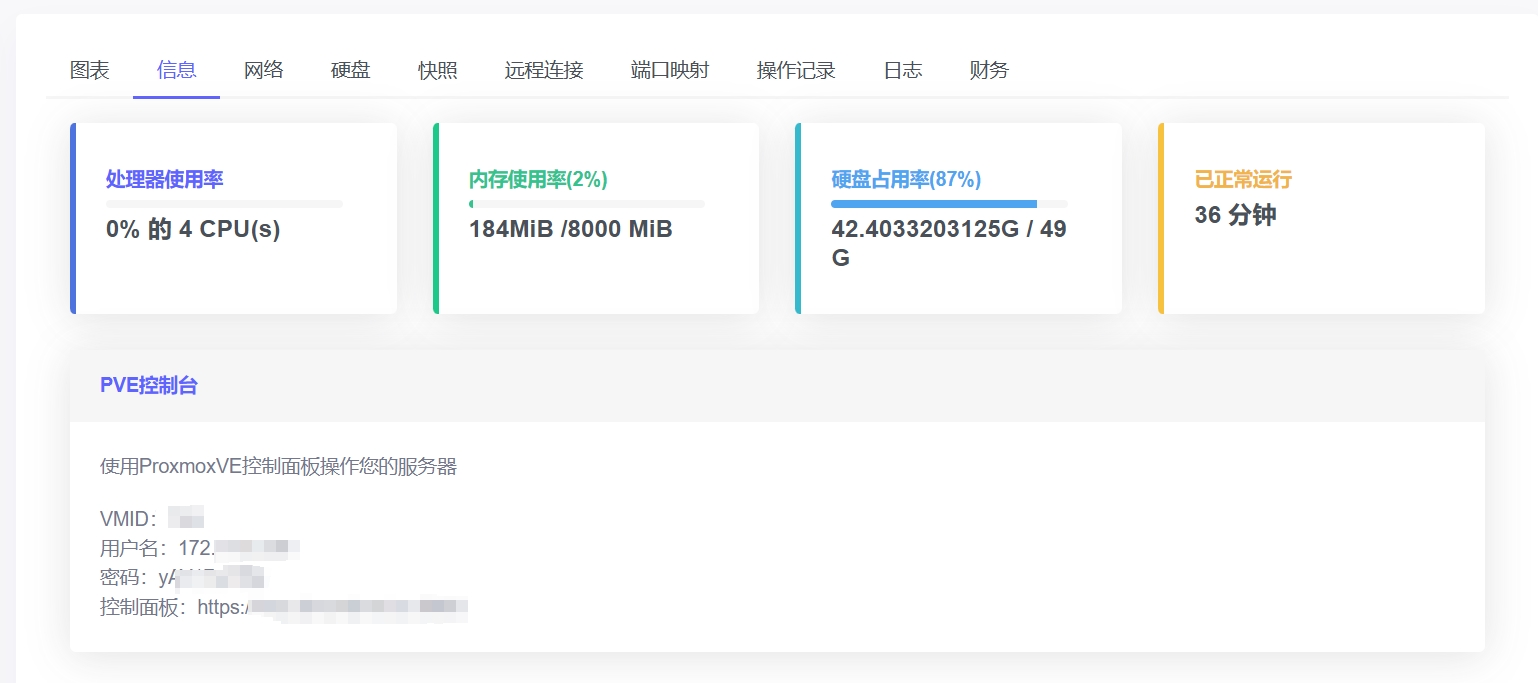 图表 信息 网络 硬盘 快照 远程连接 端口映射 操作记录 日志 财务
处理器使用率
0% 的 4 CPU(s)
内存使用率(2%)
184MiB /8000 MiB
硬盘占用率(87%)
42.4033203125G / 49
G
已正常运行
36 分钟
PVE控制台
使用ProxmoxVE控制面板操作您的服务器
VMID：
用户名：172.
密码：
控制面板：https:/